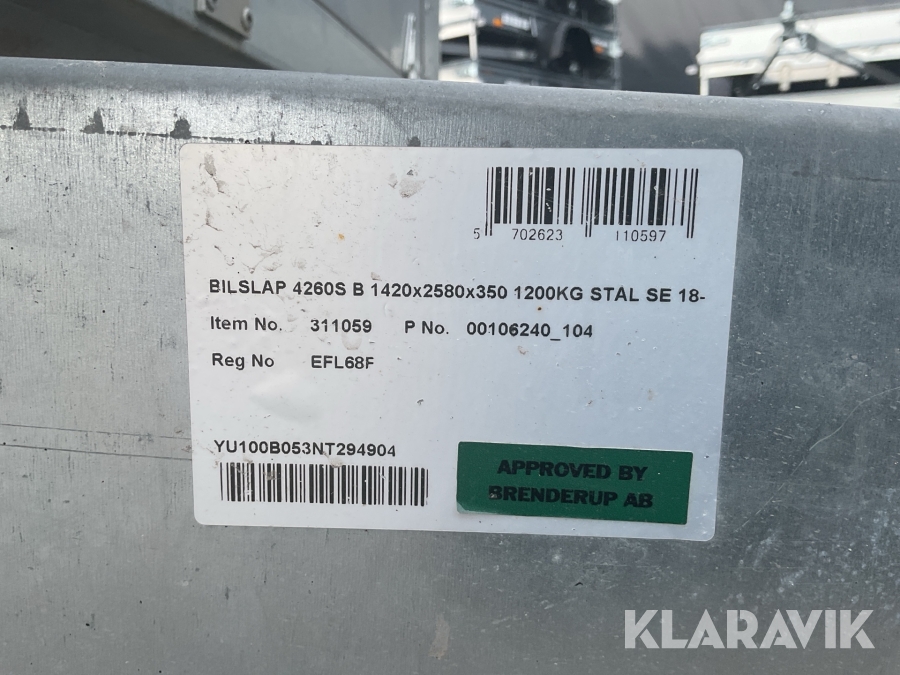 5 702623 110597
BILSLAP 4260S B 1420x2580x350 1200KG STAL SE 18-
Item No. 311059 P No. 00106240_104
Reg No EFL68F
YU100B053NT294904
APPROVED BY
BRENDERUP AB
KLARAVIK